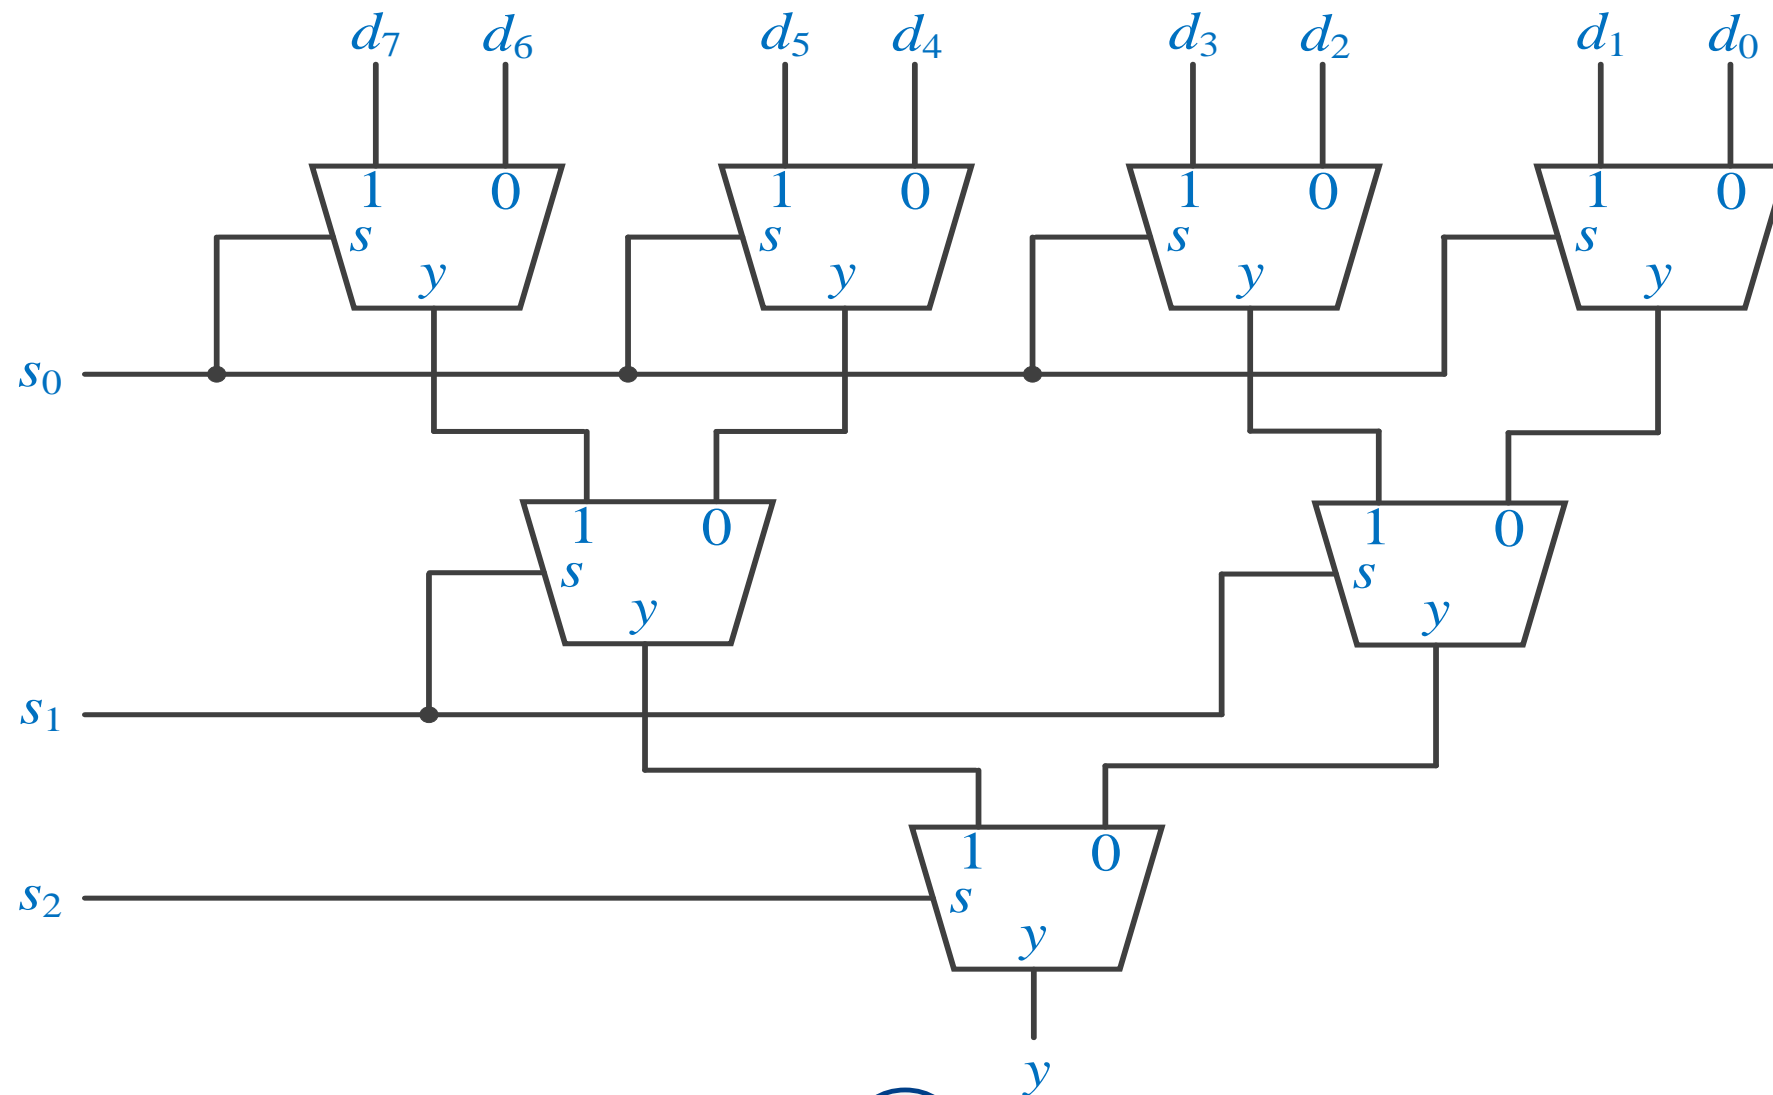 d₇ d₆ d₅ d₄ d₃ d₂ d₁ d₀
1 0 1 0 1 0 1 0
s s s s
y y y y
s₀
1 0 1 0
s s
y y
s₁
1 0
s₂ s
y
y